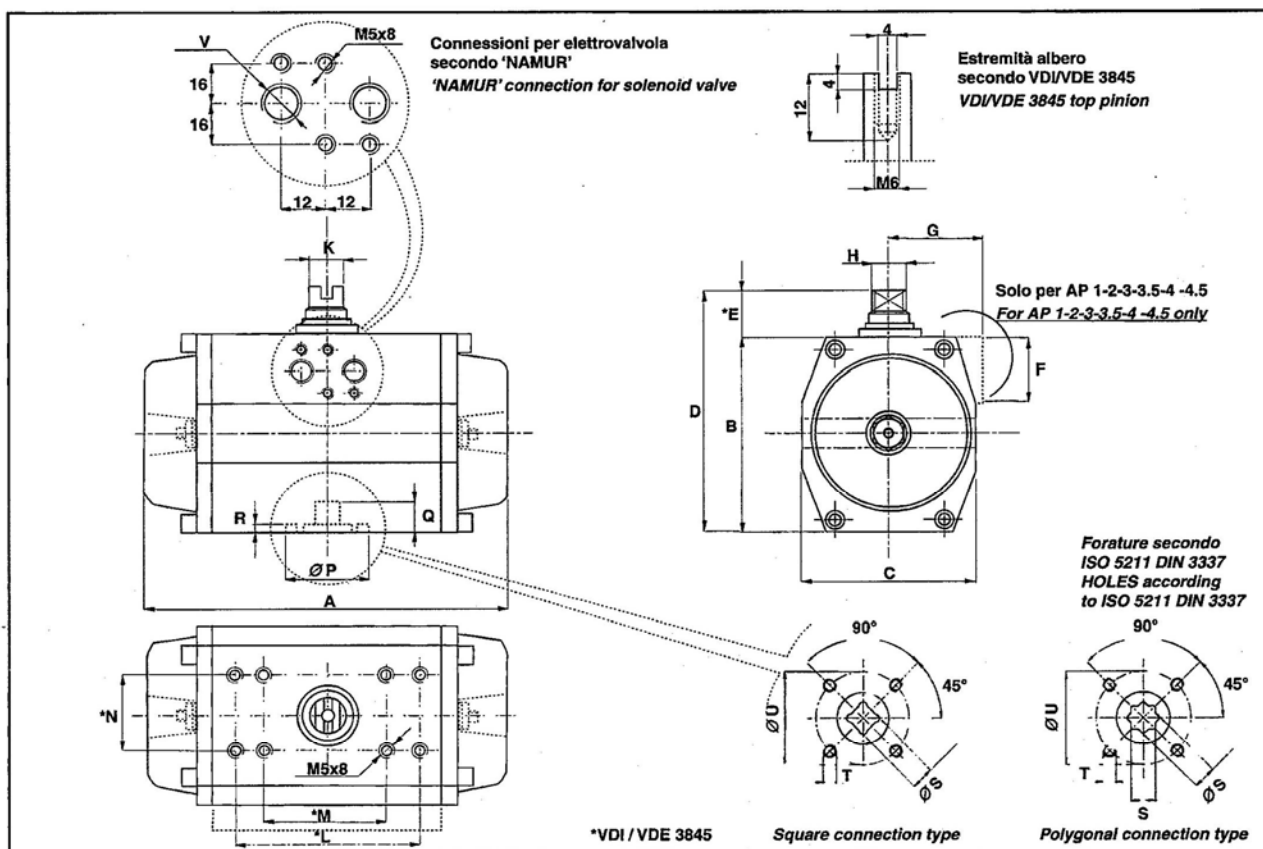 V
M5x8
16
16
12 12
Connessioni per elettrovalvola
secondo 'NAMUR'
'NAMUR' connection for solenoid valve
4
4
12
M6
Estremità albero
secondo VDI/VDE 3845
VDI/VDE 3845 top pinion
K
G
H
*E
Solo per AP 1-2-3-3.5-4 -4.5
For AP 1-2-3-3.5-4 -4.5 only
F
D
B
C
R
Q
ØP
A
Forature secondo
ISO 5211 DIN 3337
HOLES according
to ISO 5211 DIN 3337
*N
M5x8
*M
*L
90°
45°
ØU
T
ØS
90°
45°
ØU
T
ØS
S
*VDI / VDE 3845
Square connection type
Polygonal connection type